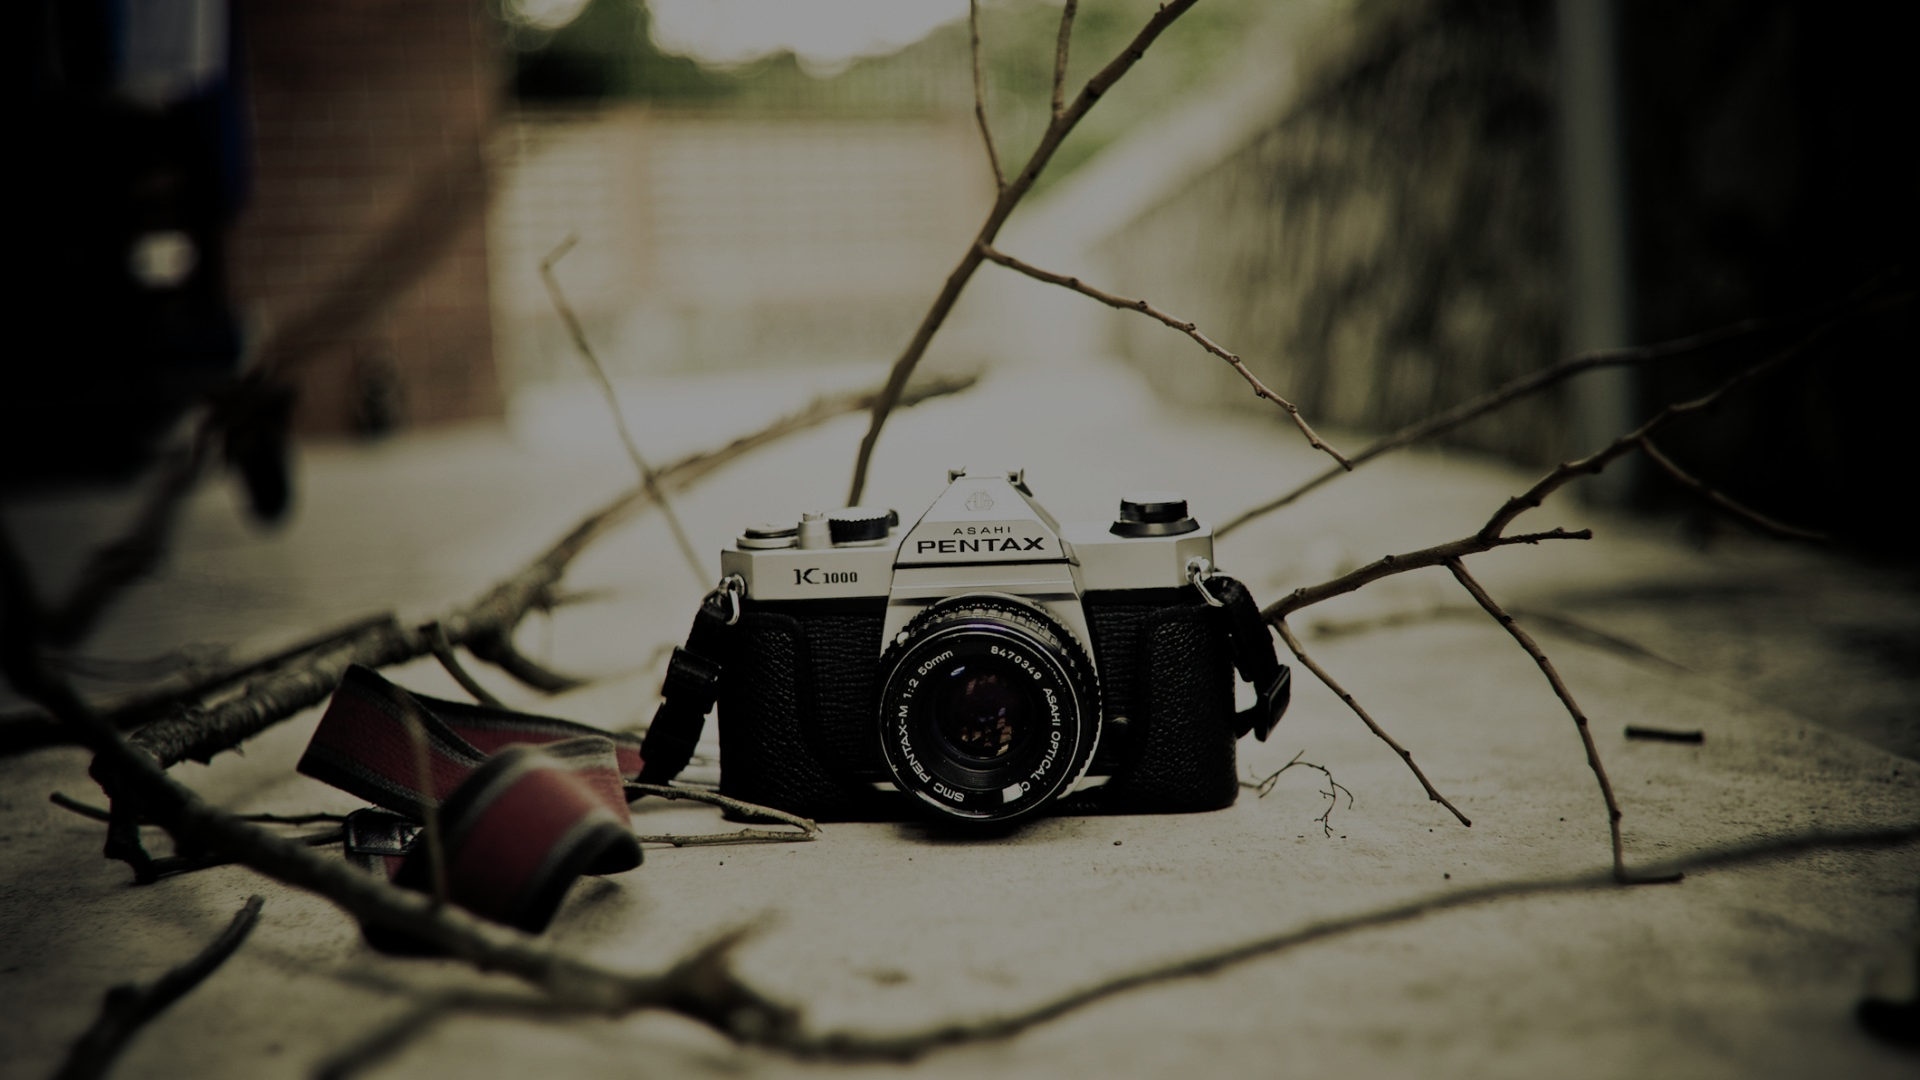 ASAHI
PENTAX
K1000
SMC PENTAX-M 1:2 50mm
8470349 ASAHI OPTICAL CO